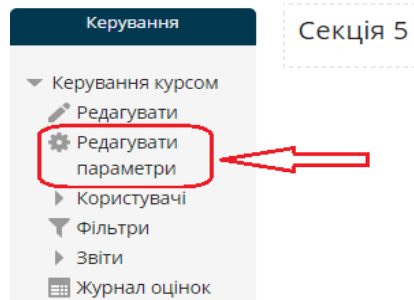 Керування
Секція 5
Керування курсом
Редагувати
Редагувати
параметри
Користувачі
Фільтри
Звіти
Журнал оцінок